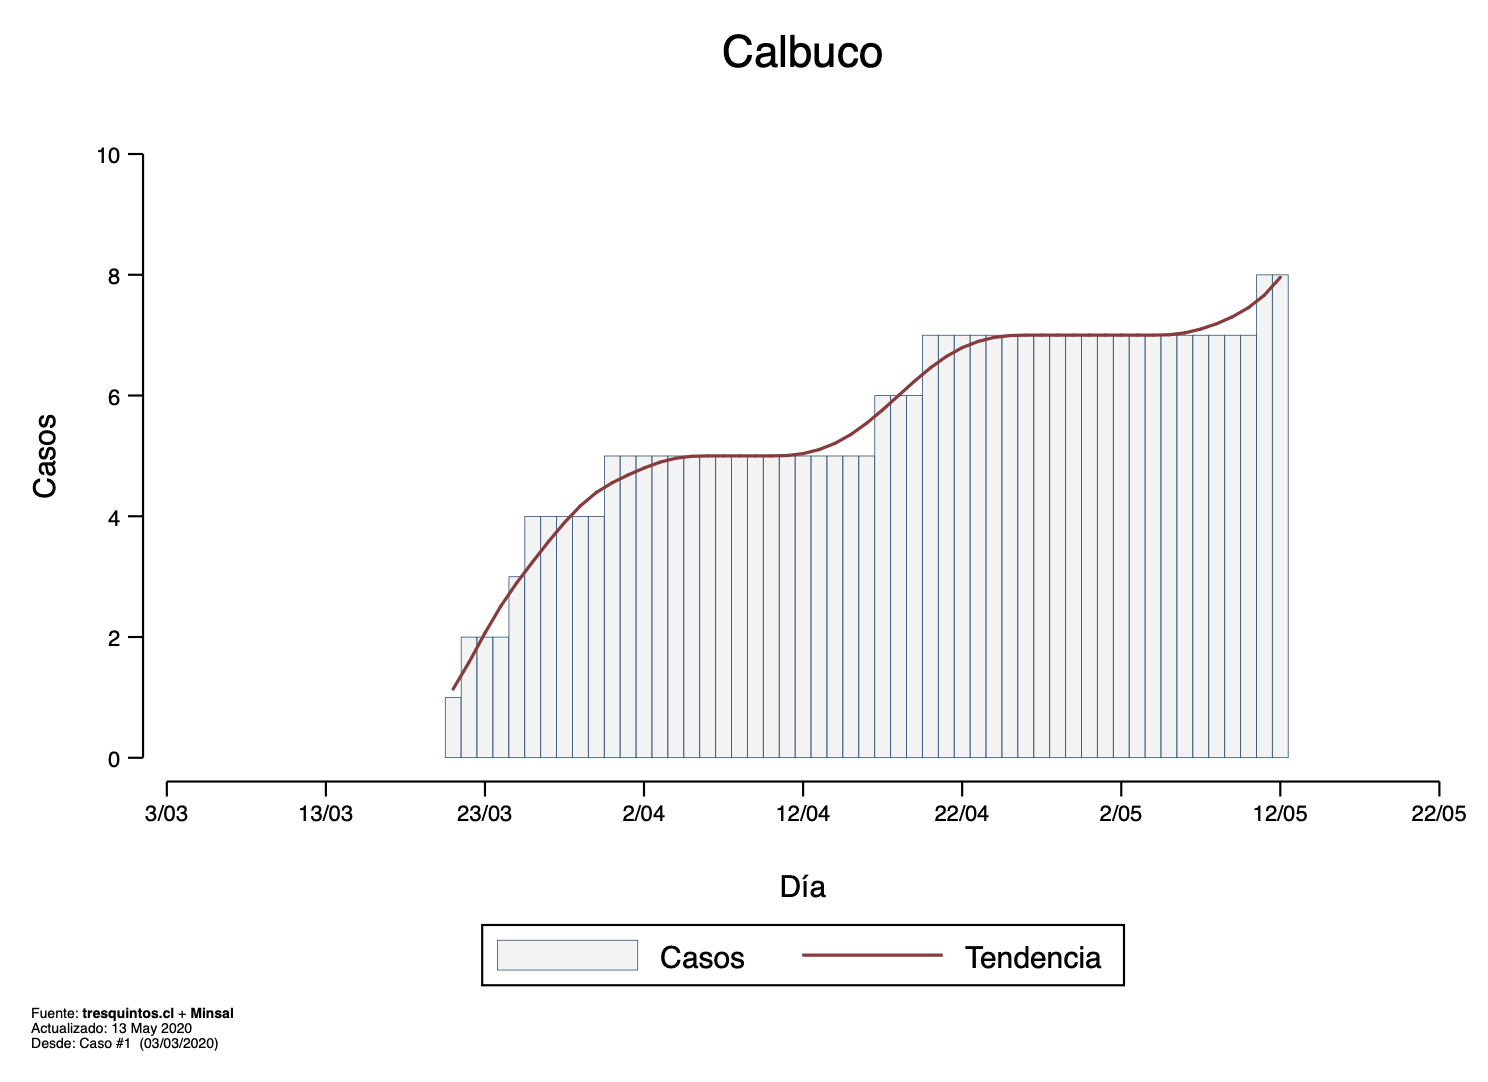 Calbuco
10
8
6
4
2
0
Casos
3/03 13/03 23/03 2/04 12/04 22/04 2/05 12/05 22/05
Día
Casos Tendencia
Fuente: tresquintos.cl + Minsal
Actualizado: 13 May 2020
Desde: Caso #1 (03/03/2020)